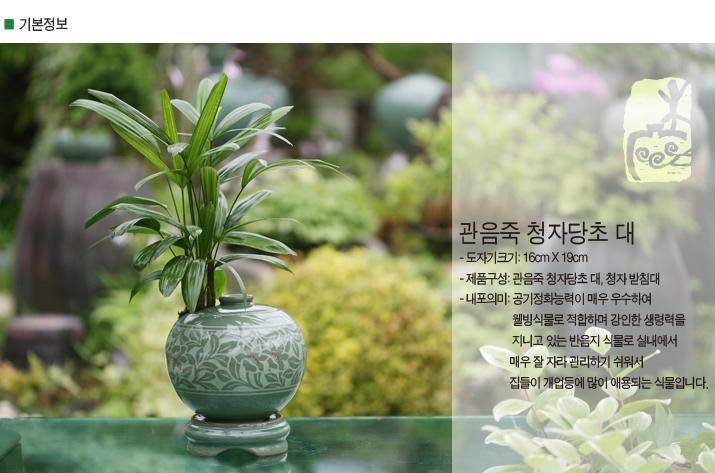 기본정보
관음죽 청자당초 대
- 도자기크기: 16cm X 19cm
- 제품구성: 관음죽 청자당초 대, 청자 받침대
- 내포의미: 공기정화능력이 매우 우수하여
웰빙식물로 적합하며 강인한 생명력을
지니고 있는 반음지 식물로 실내에서
매우 잘 자라 관리하기 쉬워서
집들이 개업등에 많이 애용되는 식물입니다.